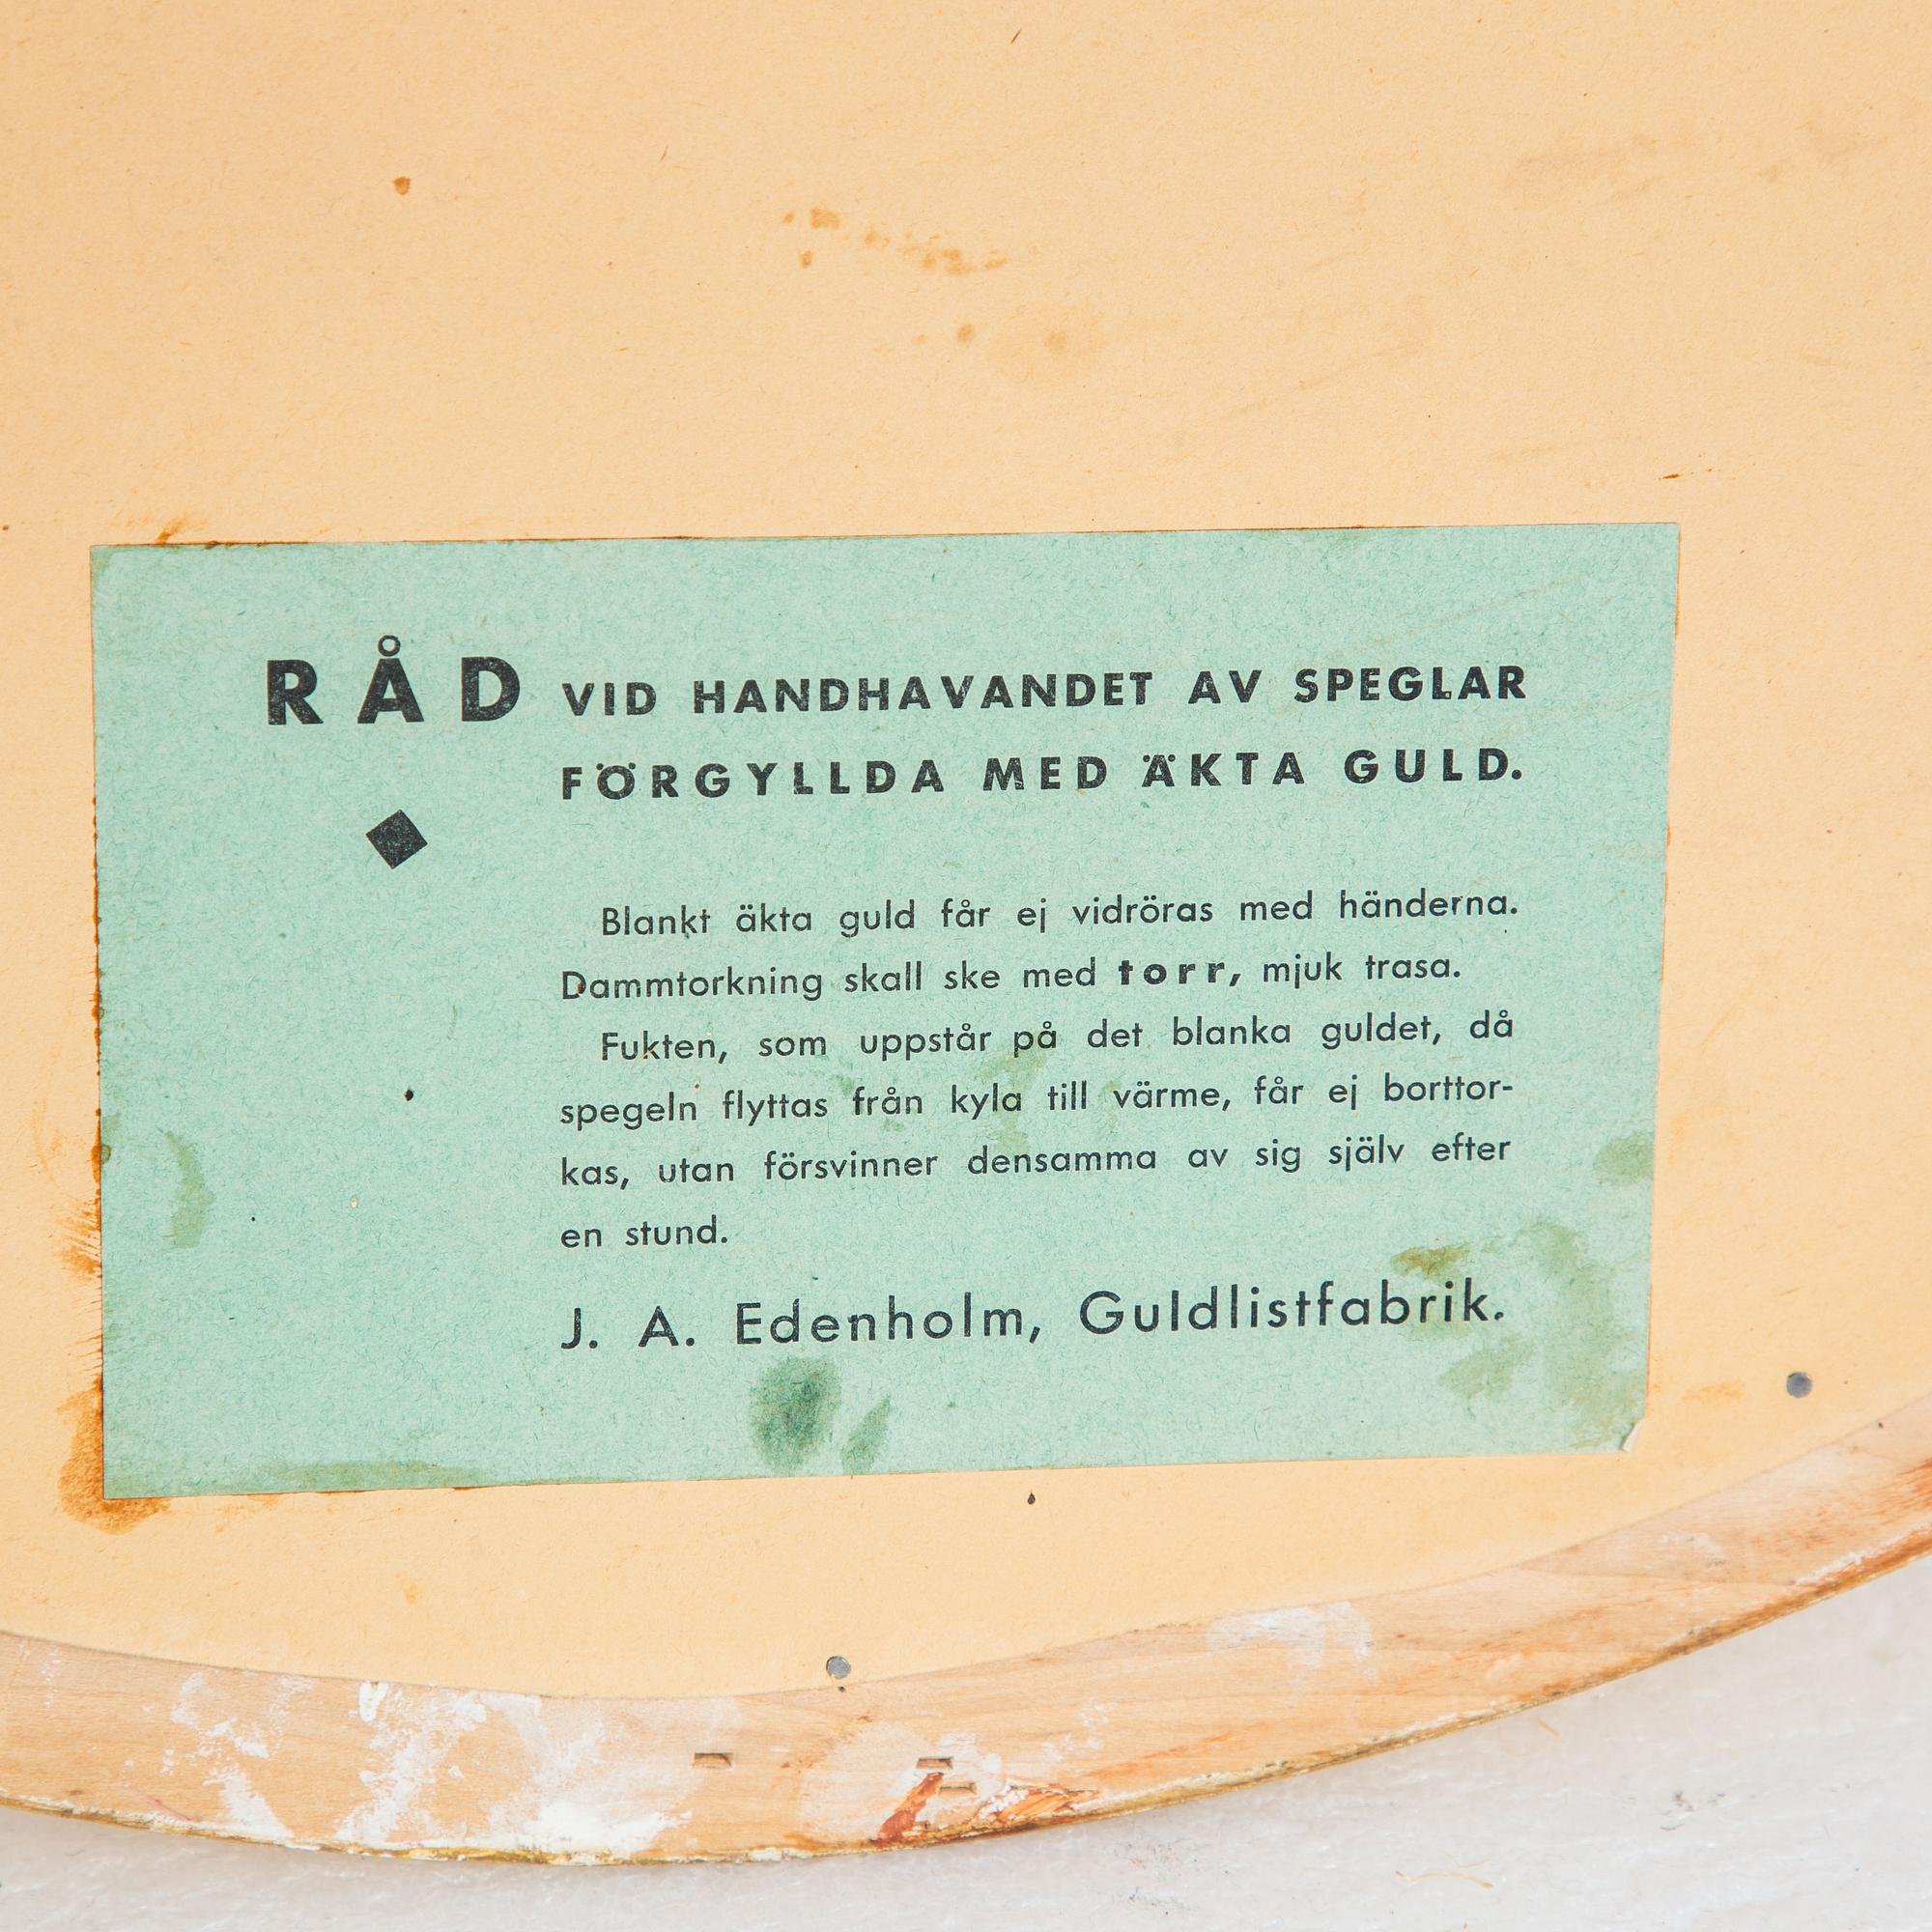 RÅD VID HANDHAVANDET AV SPEGLAR
FÖRGYLLDA MED ÄKTA GULD.
Blankt äkta guld får ej vidröras med händerna.
Dammtorkning skall ske med torr, mjuk trasa.
Fukten, som uppstår på det blanka guldet, då
spegeln flyttas från kyla till värme, får ej borttor-
kas, utan försvinner densamma av sig själv efter
en stund.
J. A. Edenholm, Guldlistfabrik.